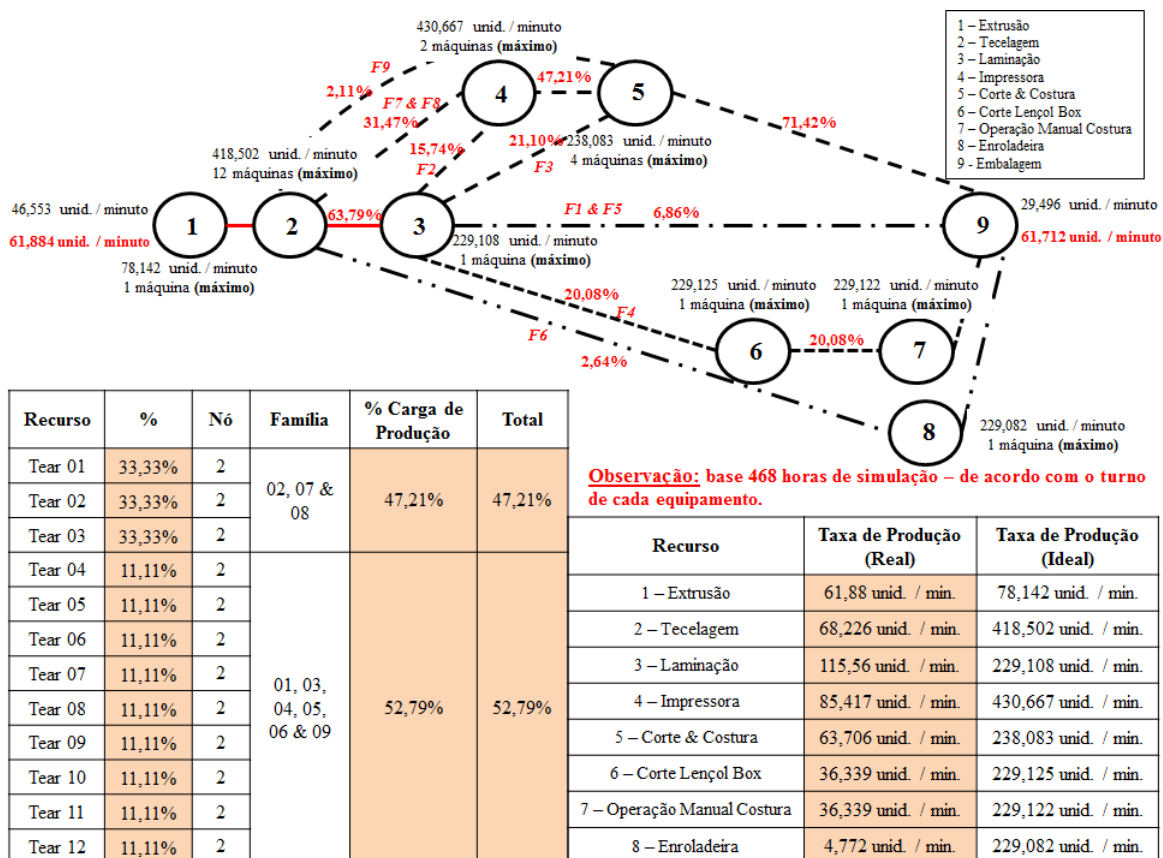 430,667 unid. / minuto
2 máquinas (máximo)
1 – Extrusão
2 – Tecelagem
3 – Laminação
4 – Impressora
5 – Corte & Costura
6 – Corte Lençol Box
7 – Operação Manual Costura
8 – Enroladeira
9 - Embalagem
F9
2,11%
F7 & F8
31,47%
4
47,21%
5
71,42%
418,502 unid. / minuto
12 máquinas (máximo)
15,74%
F2
21,10%
F3
238,083 unid. / minuto
4 máquinas (máximo)
46,553 unid. / minuto
61,884 unid. / minuto
1
2
63,79%
3
F1 & F5
6,86%
9
29,496 unid. / minuto
61,712 unid. / minuto
78,142 unid. / minuto
1 máquina (máximo)
229,108 unid. / minuto
1 máquina (máximo)
20,08%
F4
F6
2,64%
229,125 unid. / minuto
1 máquina (máximo)
229,122 unid. / minuto
1 máquina (máximo)
6
20,08%
7
8
229,082 unid. / minuto
1 máquina (máximo)
Observação: base 468 horas de simulação – de acordo com o turno
de cada equipamento.
Recurso % Nó Família % Carga de Produção Total
Tear 01 33,33% 2
Tear 02 33,33% 2
Tear 03 33,33% 2
02, 07 & 08 47,21% 47,21%
Tear 04 11,11% 2
Tear 05 11,11% 2
Tear 06 11,11% 2
Tear 07 11,11% 2
Tear 08 11,11% 2
Tear 09 11,11% 2
Tear 10 11,11% 2
Tear 11 11,11% 2
Tear 12 11,11% 2
01, 03, 04, 05, 06 & 09 52,79% 52,79%
Recurso Taxa de Produção (Real) Taxa de Produção (Ideal)
1 – Extrusão 61,88 unid. / min. 78,142 unid. / min.
2 – Tecelagem 68,226 unid. / min. 418,502 unid. / min.
3 – Laminação 115,56 unid. / min. 229,108 unid. / min.
4 – Impressora 85,417 unid. / min. 430,667 unid. / min.
5 – Corte & Costura 63,706 unid. / min. 238,083 unid. / min.
6 – Corte Lençol Box 36,339 unid. / min. 229,125 unid. / min.
7 – Operação Manual Costura 36,339 unid. / min. 229,122 unid. / min.
8 – Enroladeira 4,772 unid. / min. 229,082 unid. / min.